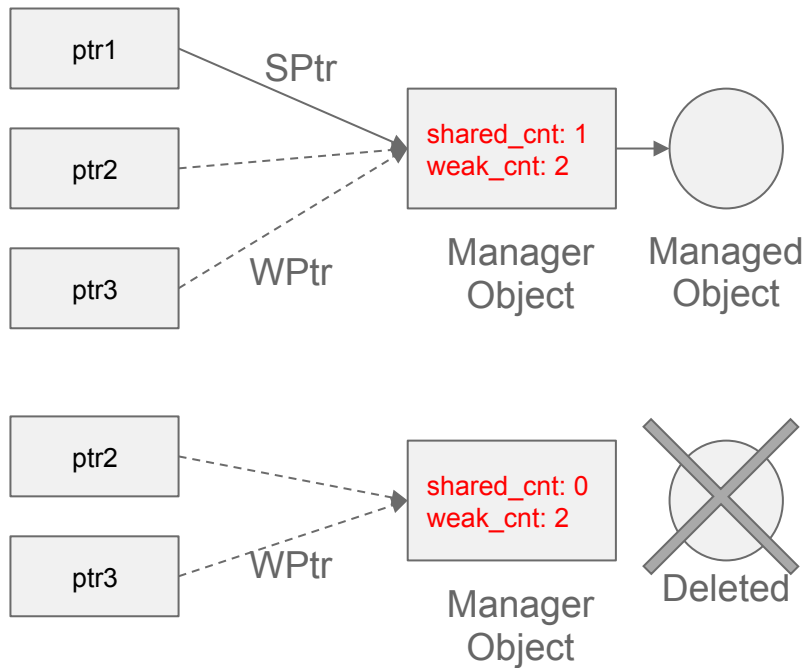 ptr1
SPtr
ptr2
shared_cnt: 1
weak_cnt: 2
ptr3
WPtr
Manager
Object
Managed
Object
ptr2
shared_cnt: 0
weak_cnt: 2
ptr3
WPtr
Manager
Object
Deleted